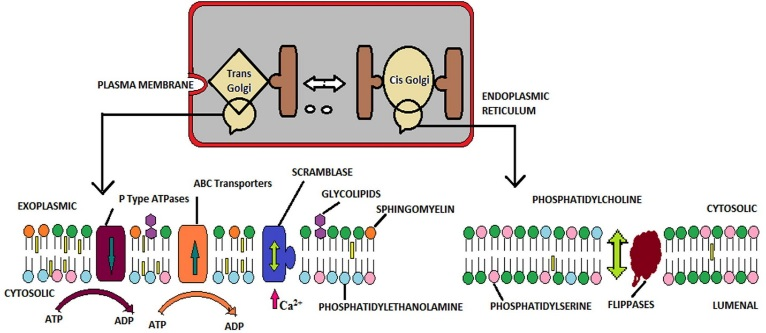 PLASMA MEMBRANE
Trans
Golgi
Cis Golgi
ENDOPLASMIC
RETICULUM
EXOPLASMIC
P Type ATPases
ABC Transporters
SCRAMBLASE
GLYCOLIPIDS
SPHINGOMYELIN
PHOSPHATIDYLCHOLINE
CYTOSOLIC
CYTOSOLIC
ATP
ADP
ATP
ADP
Ca2+
PHOSPHATIDYLETHANOLAMINE
PHOSPHATIDYLSERINE
FLIPPASES
LUMENAL